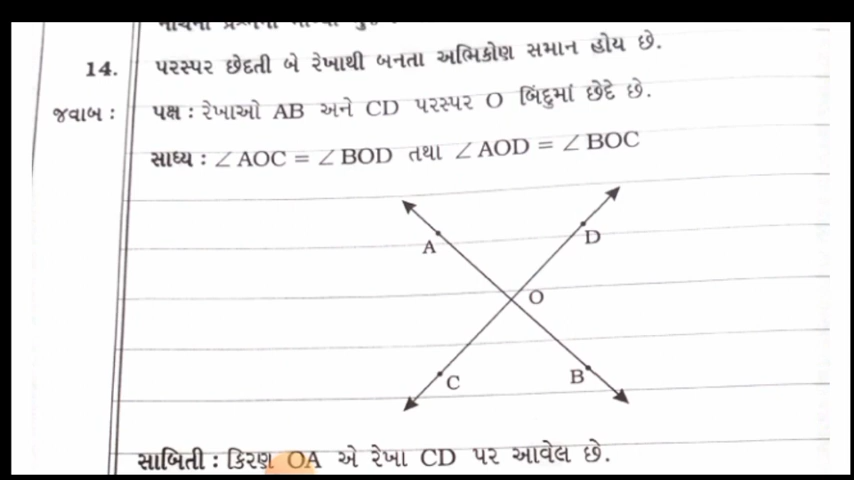 14. પરસ્પર છેદતી બે રેખાથી બનતા અભિકોણ સમાન હોય છે.
જવાબ : પક્ષ : રેખાઓ AB અને CD પરસ્પર O બિંદુમાં છેદે છે.
સાધ્ય : ∠AOC = ∠BOD તથા ∠AOD = ∠BOC
A
D
O
C
B
સાબિતી : કિરણ OA એ રેખા CD પર આવેલ છે.